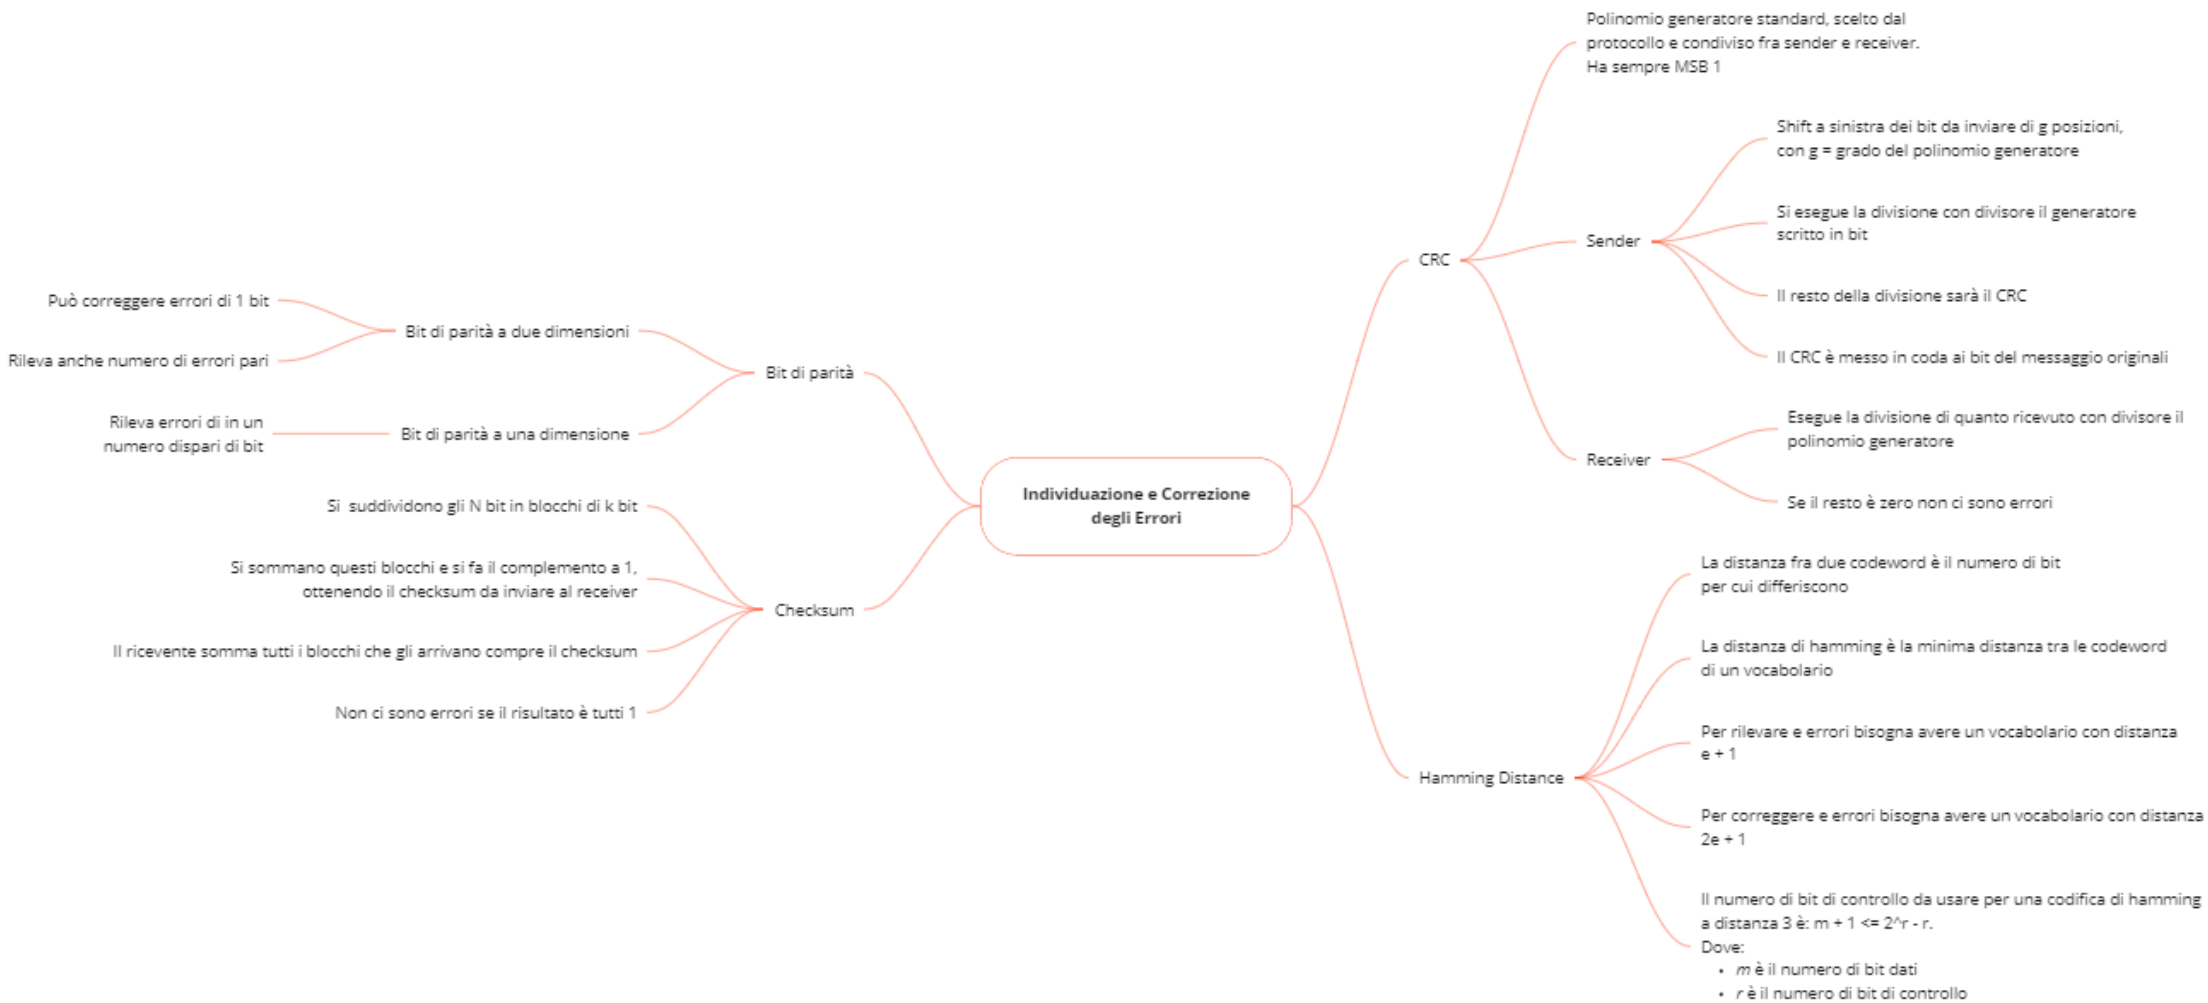 Individuazione e Correzione
degli Errori
CRC
Polinomio generatore standard, scelto dal
protocollo e condiviso fra sender e receiver.
Ha sempre MSB 1
Sender
Shift a sinistra dei bit da inviare di g posizioni,
con g = grado del polinomio generatore
Si esegue la divisione con divisore il generatore
scritto in bit
Il resto della divisione sarà il CRC
Il CRC è messo in coda ai bit del messaggio originali
Receiver
Esegue la divisione di quanto ricevuto con divisore il
polinomio generatore
Se il resto è zero non ci sono errori
Hamming Distance
La distanza fra due codeword è il numero di bit
per cui differiscono
La distanza di hamming è la minima distanza tra le codeword
di un vocabolario
Per rilevare e errori bisogna avere un vocabolario con distanza
e + 1
Per correggere e errori bisogna avere un vocabolario con distanza
2e + 1
Il numero di bit di controllo da usare per una codifica di hamming
a distanza 3 è: m + 1 <= 2^r - r.
Dove:
• m è il numero di bit dati
• r è il numero di bit di controllo
Bit di parità
Bit di parità a due dimensioni
Può correggere errori di 1 bit
Rileva anche numero di errori pari
Bit di parità a una dimensione
Rileva errori di in un
numero dispari di bit
Checksum
Si suddividono gli N bit in blocchi di k bit
Si sommano questi blocchi e si fa il complemento a 1,
ottenendo il checksum da inviare al receiver
Il ricevente somma tutti i blocchi che gli arrivano compre il checksum
Non ci sono errori se il risultato è tutti 1